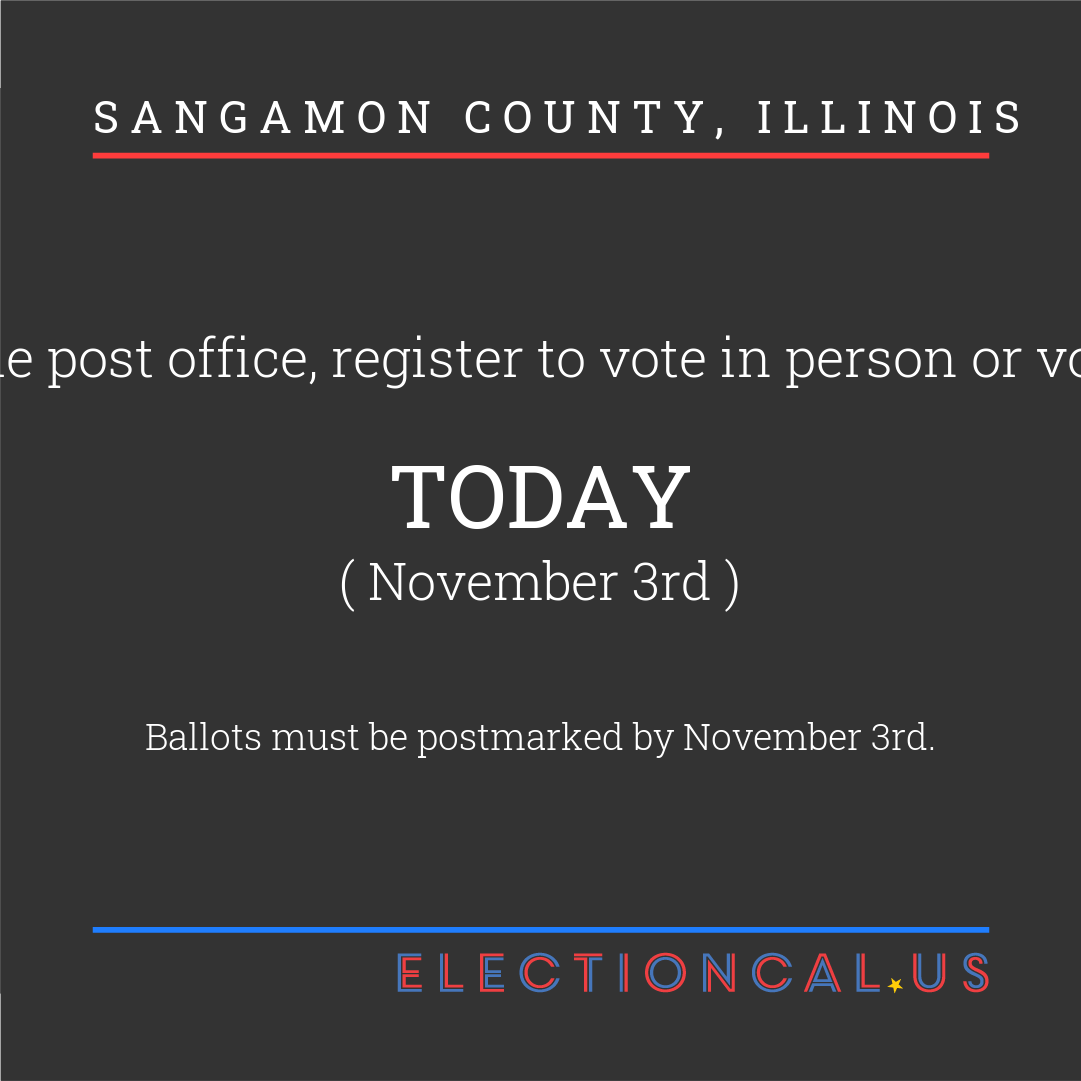 SANGAMON COUNTY, ILLINOIS
e post office, register to vote in person or vo
TODAY
( November 3rd )
Ballots must be postmarked by November 3rd.
ELECTIONCAL.US